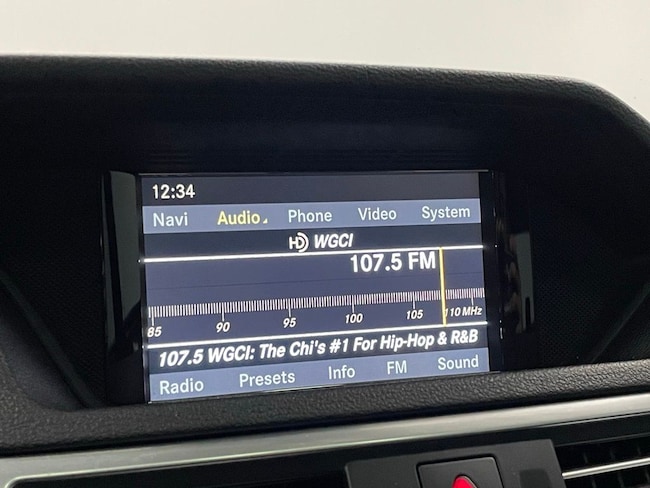 12:34
Navi Audio Phone Video System
HD WGCI
107.5 FM
85 90 95 100 105 110 MHz
107.5 WGCI: The Chi's #1 For Hip-Hop & R&B
Radio Presets Info FM Sound